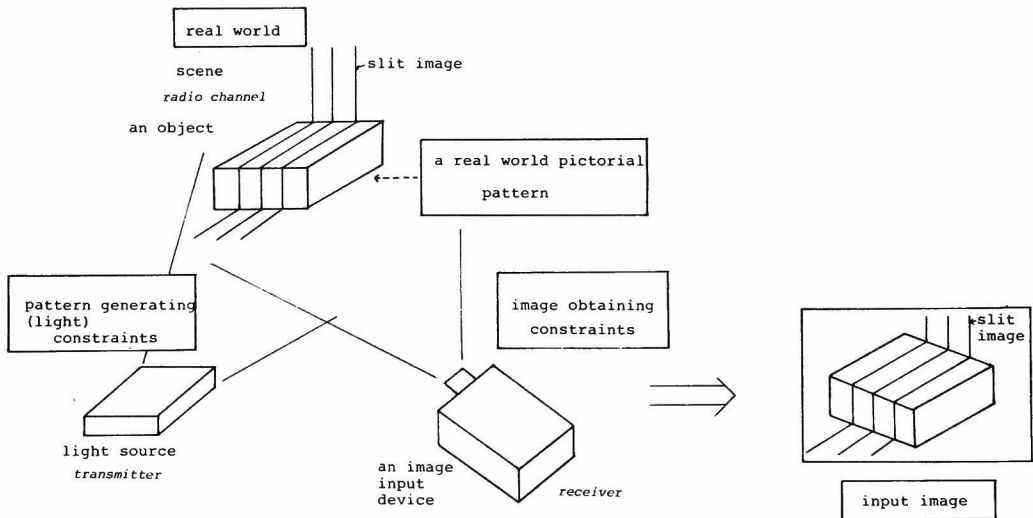 real world
slit image
scene
radio channel
an object
a real world pictorial
pattern
pattern generating
(light)
constraints
image obtaining
constraints
slit
image
light source
transmitter
an image
input
device
receiver
input image